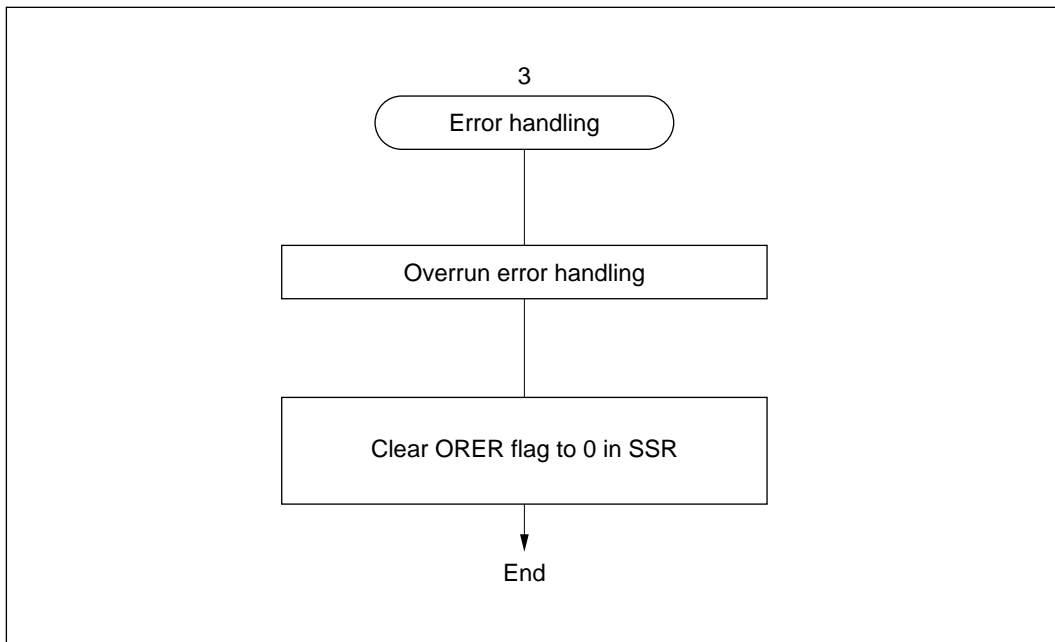 3
Error handling
Overrun error handling
Clear ORER flag to 0 in SSR
End